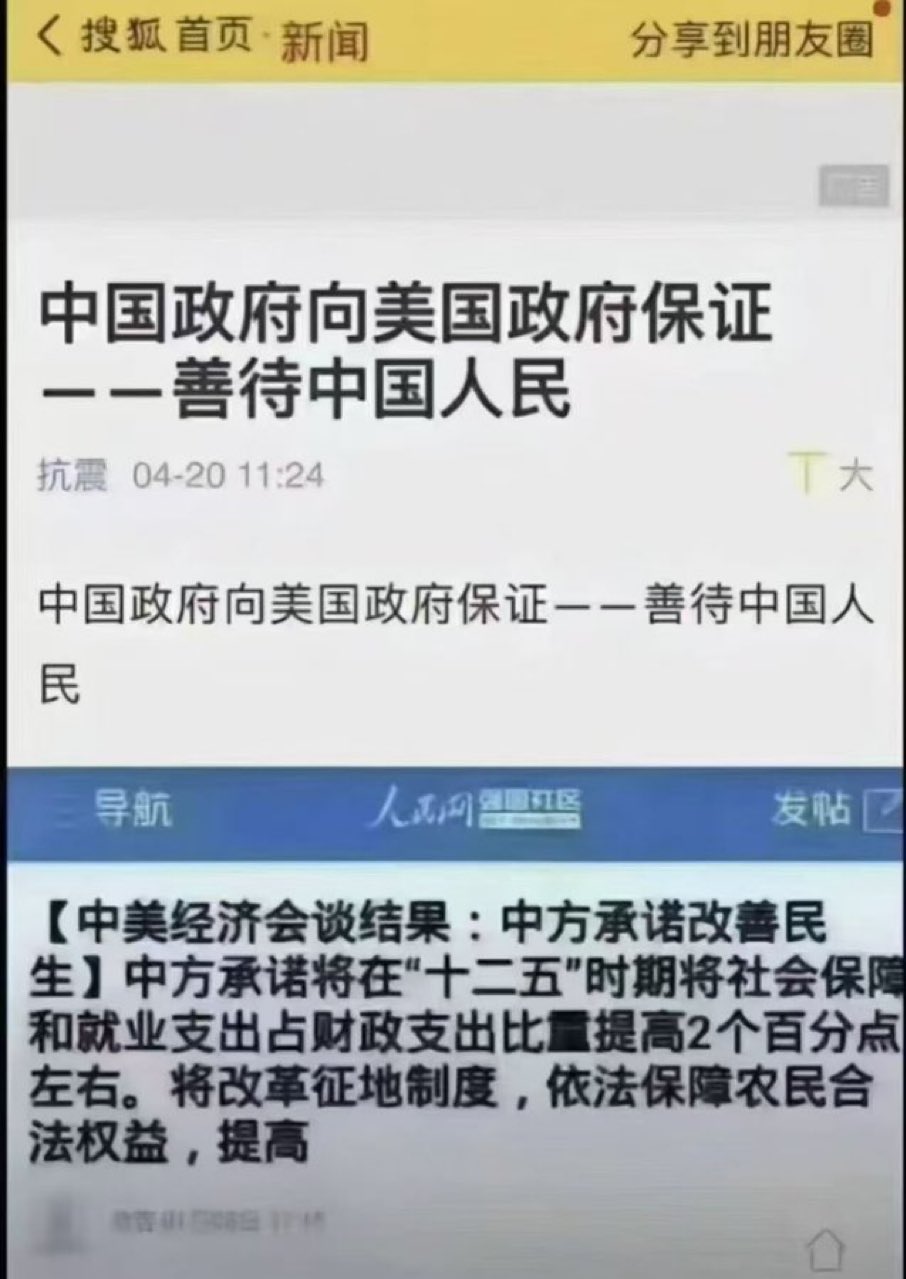 搜狐 首页·新闻
分享到朋友圈
中国政府向美国政府保证
——善待中国人民
抗震 04-20 11:24
大
中国政府向美国政府保证——善待中国人
民
导航
人民网 强国社区
发帖
【中美经济会谈结果：中方承诺改善民
生】中方承诺将在“十二五”时期将社会保障
和就业支出占财政支出比重提高2个百分点
左右。将改革征地制度，依法保障农民合
法权益，提高